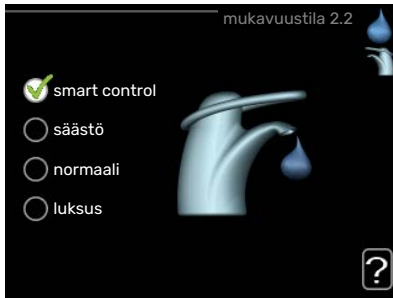 mukavuustila 2.2
smart control
säästö
normaali
luksus
?